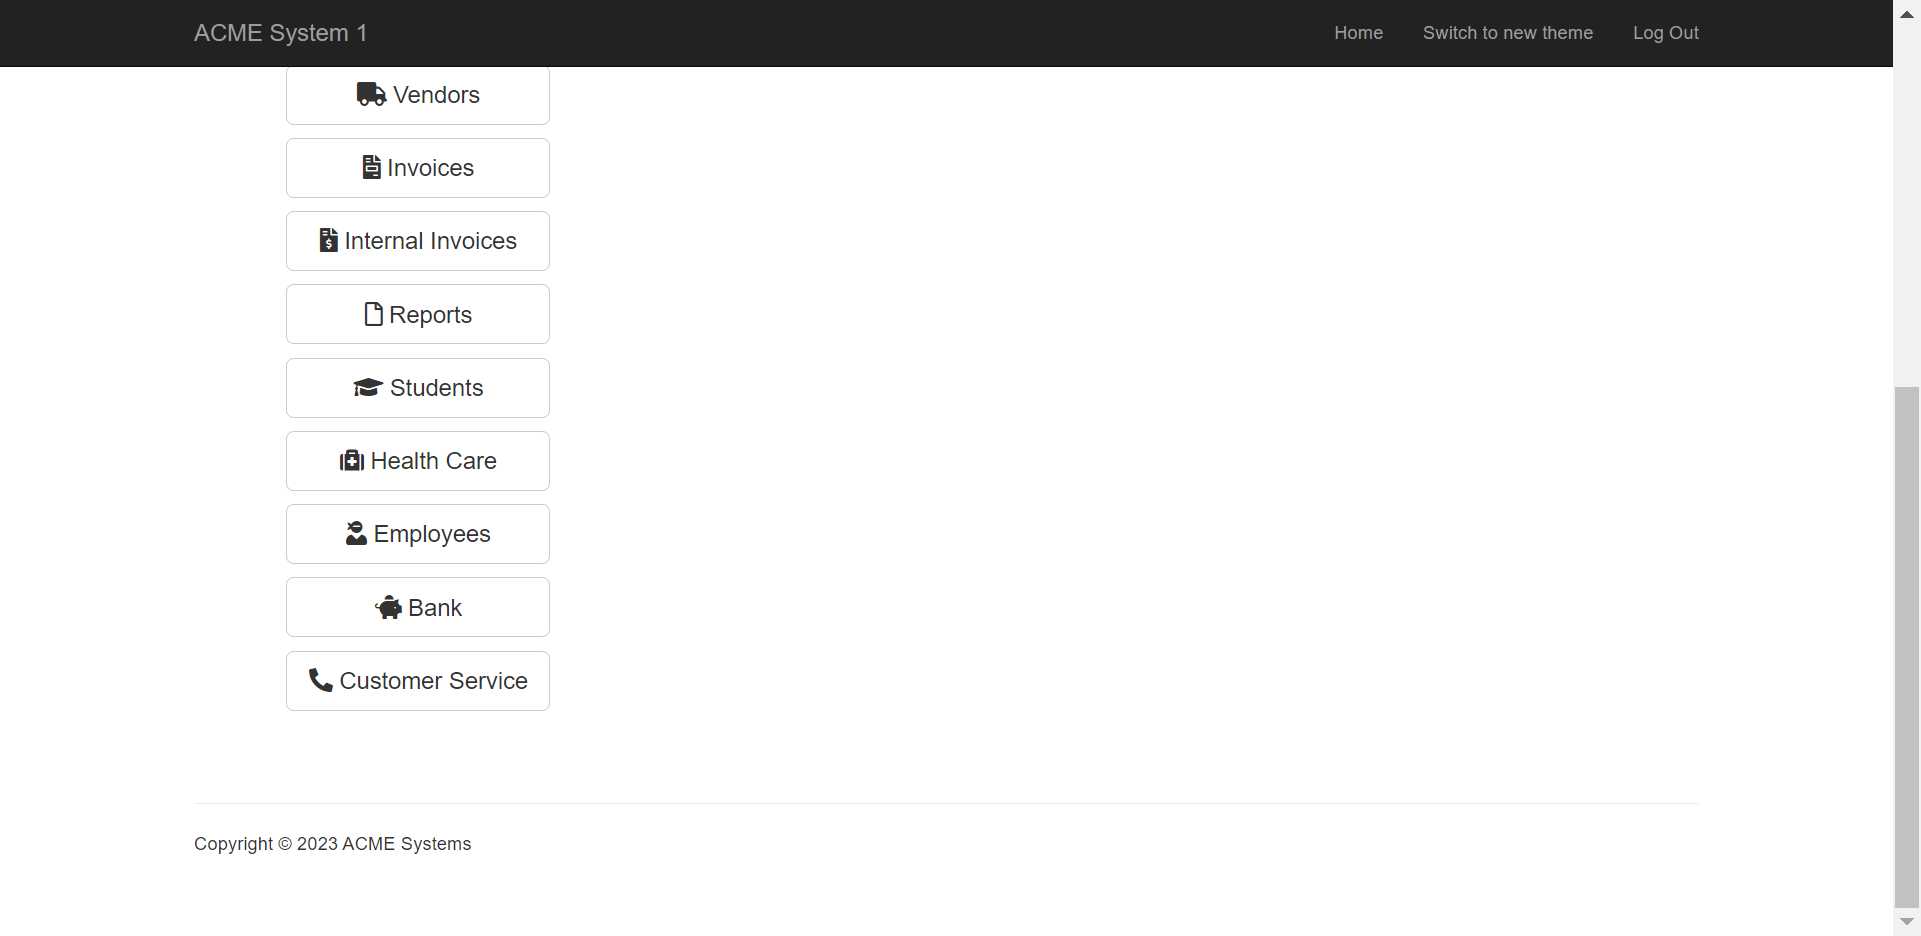 ACME System 1 Home Switch to new theme Log Out
Vendors
Invoices
Internal Invoices
Reports
Students
Health Care
Employees
Bank
Customer Service
Copyright © 2023 ACME Systems